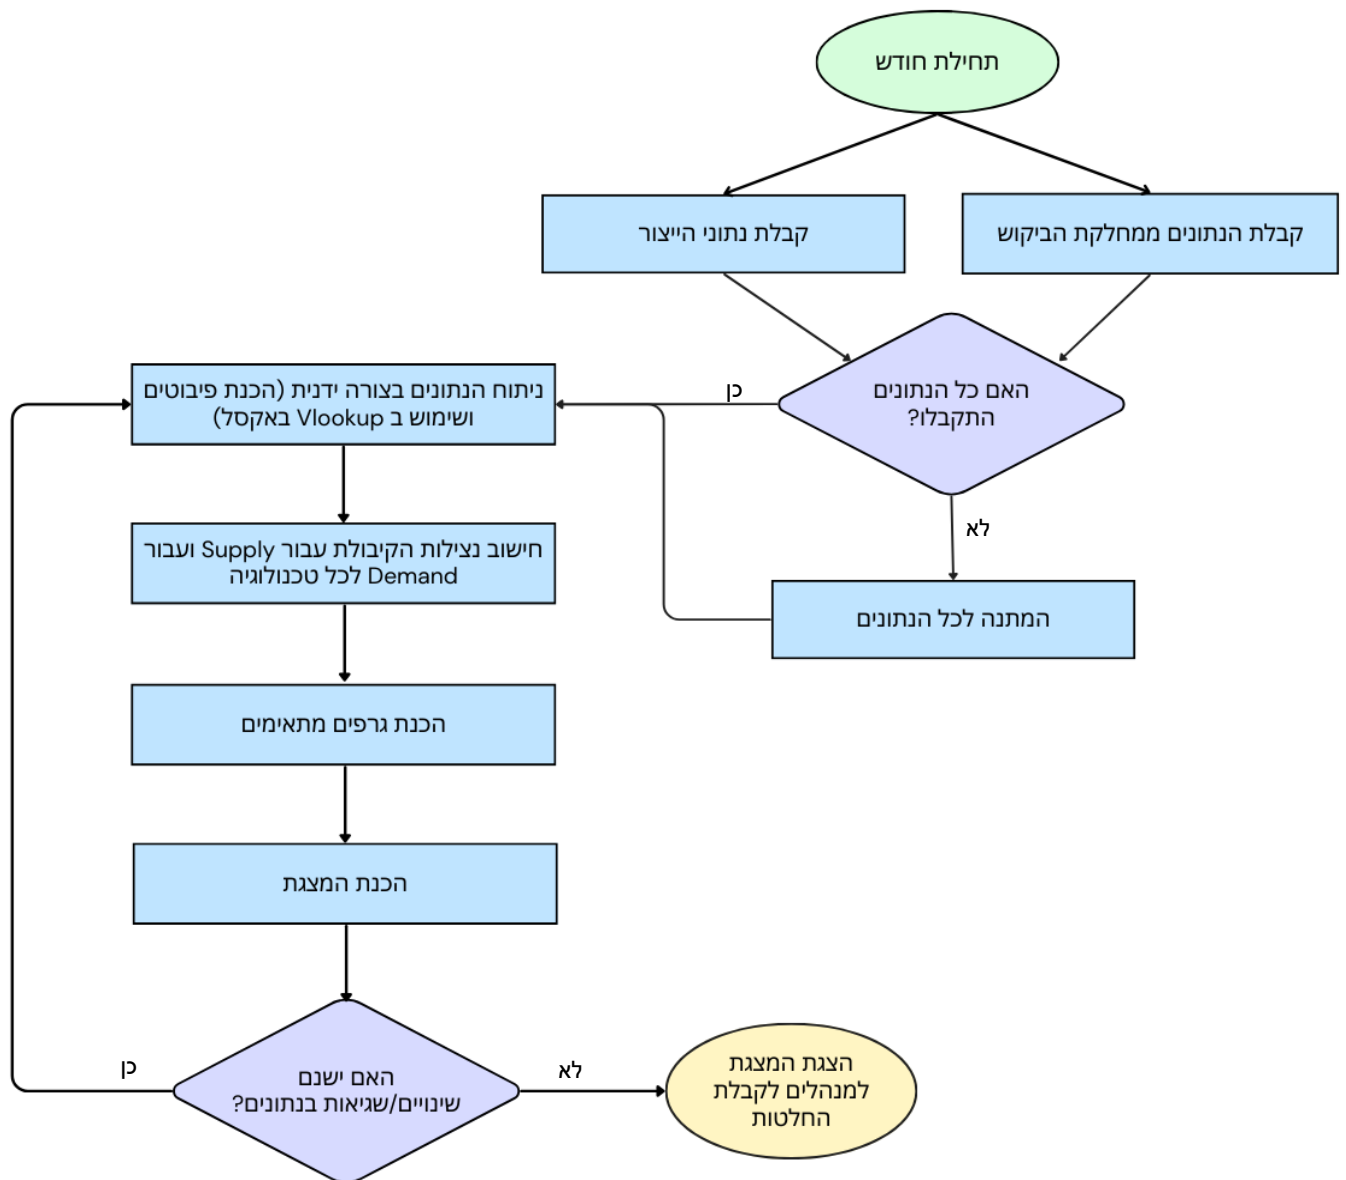 תחילת חודש
קבלת הנתונים ממחלקת הביקוש
קבלת נתוני הייצור
האם כל הנתונים
התקבלו?
כן
לא
המתנה לכל הנתונים
ניתוח הנתונים בצורה ידנית (הכנת פיבוטים
ושימוש ב Vlookup באקסל)
חישוב נצילות הקיבולת עבור Supply ועבור
Demand לכל טכנולוגיה
הכנת גרפים מתאימים
הכנת המצגת
האם ישנם
שינויים/שגיאות בנתונים?
כן
לא
הצגת המצגת
למנהלים לקבלת
החלטות